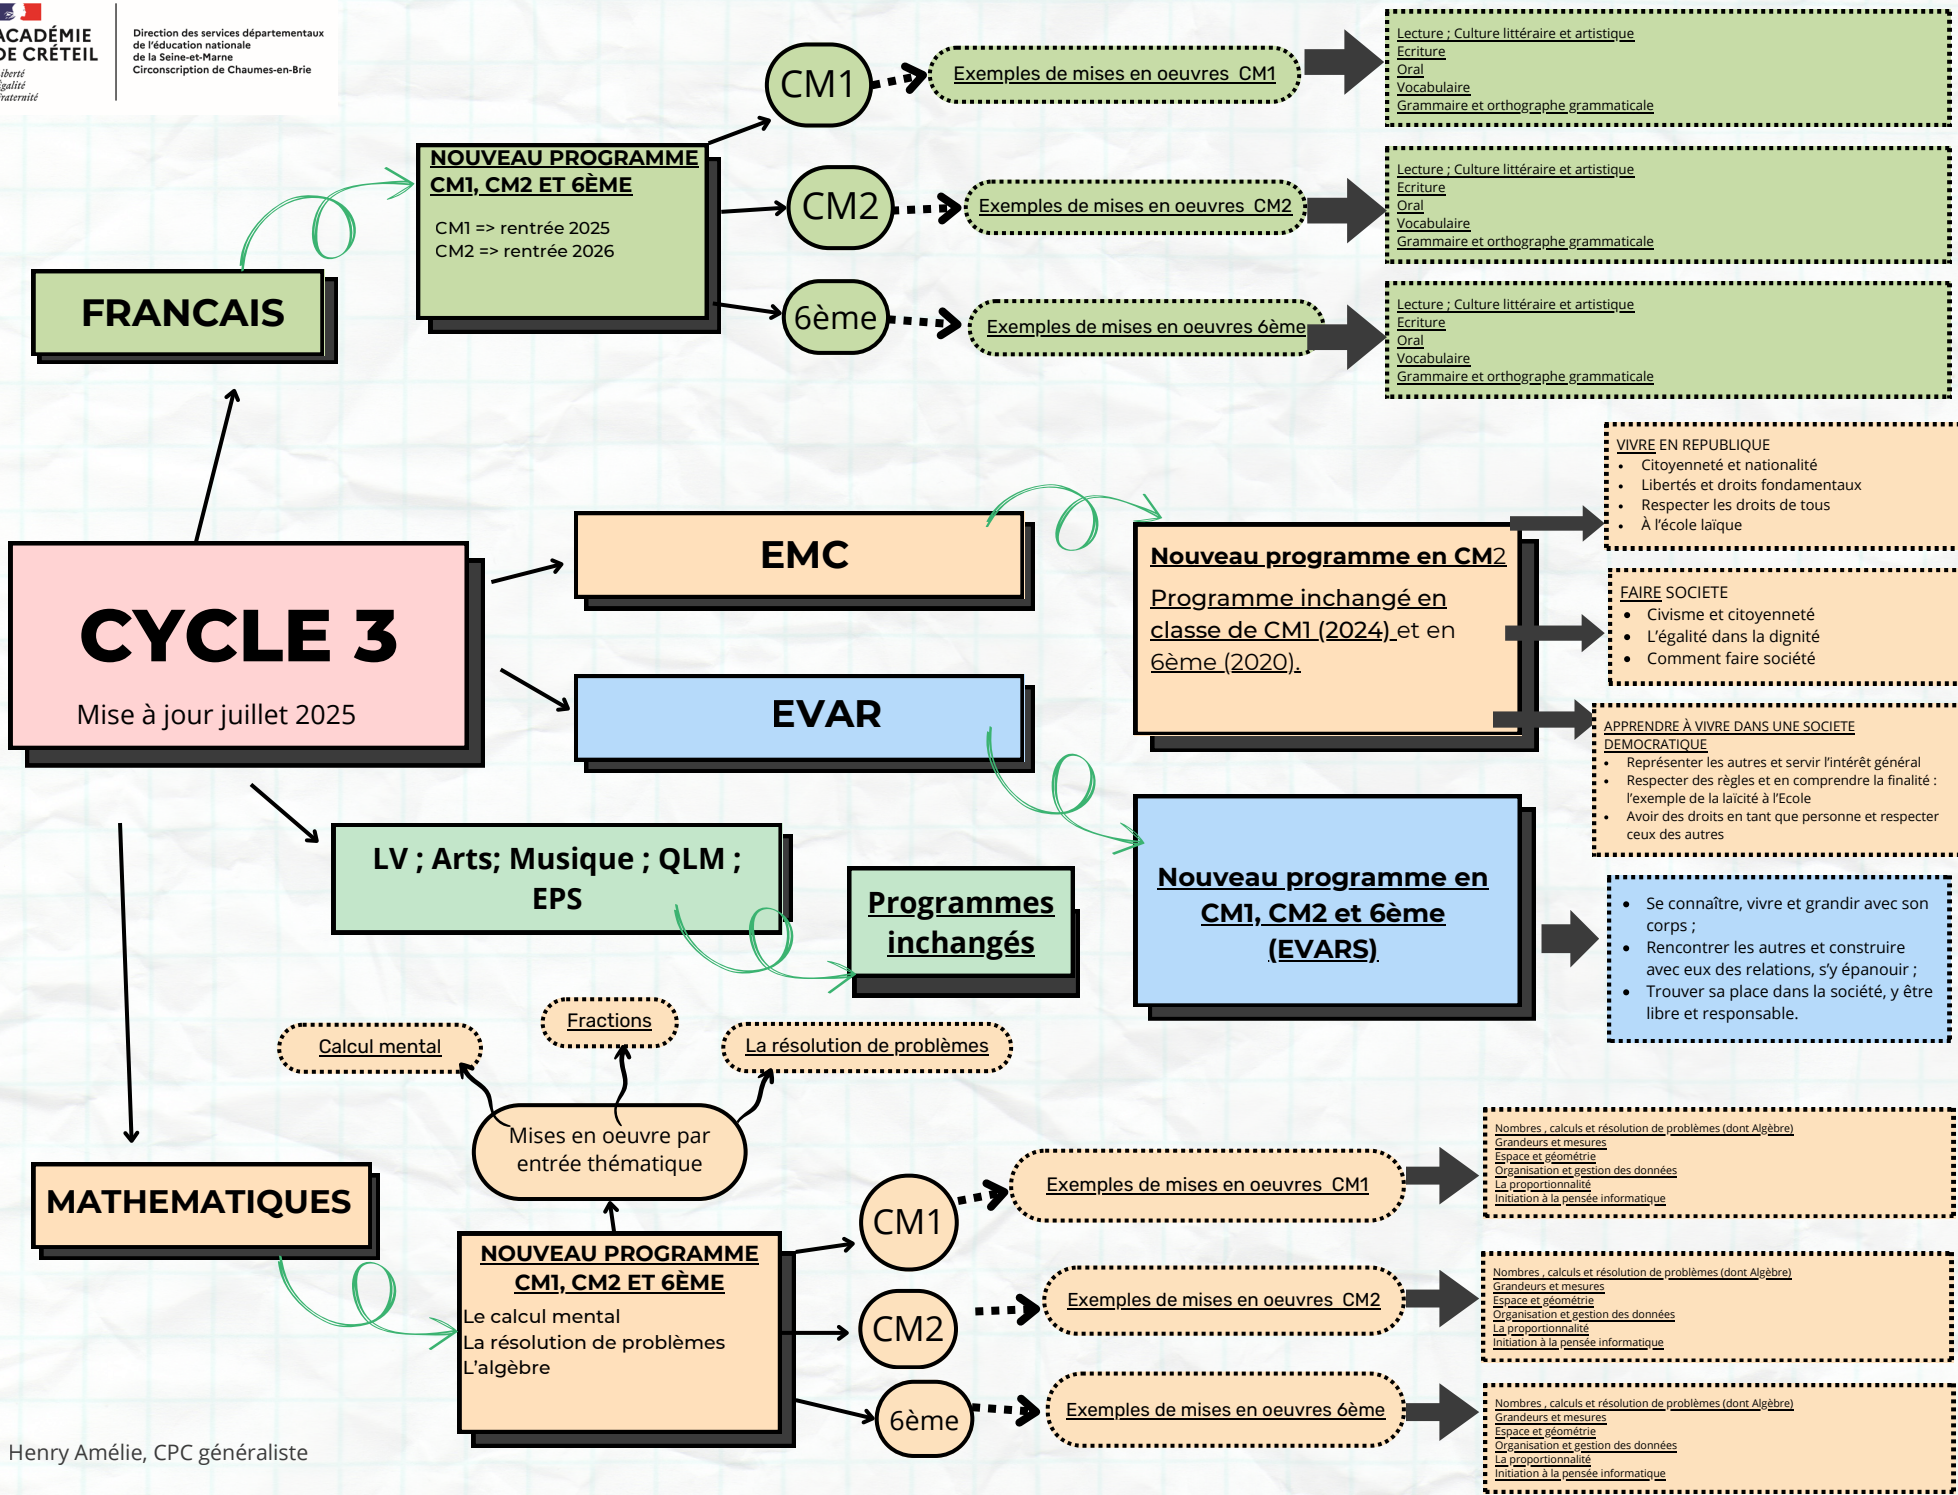 ACADÉMIE
DE CRÉTEIL
Liberté
Égalité
Fraternité
Direction des services départementaux
de l'éducation nationale
de la Seine-et-Marne
Circonscription de Chaumes-en-Brie
CM1
Exemples de mises en oeuvres CM1
Lecture ; Culture littéraire et artistique
Ecriture
Oral
Vocabulaire
Grammaire et orthographe grammaticale
NOUVEAU PROGRAMME
CM1, CM2 ET 6ÈME
CM1 => rentrée 2025
CM2 => rentrée 2026
CM2
Exemples de mises en oeuvres CM2
Lecture ; Culture littéraire et artistique
Ecriture
Oral
Vocabulaire
Grammaire et orthographe grammaticale
FRANCAIS
6ème
Exemples de mises en oeuvres 6ème
Lecture ; Culture littéraire et artistique
Ecriture
Oral
Vocabulaire
Grammaire et orthographe grammaticale
CYCLE 3
Mise à jour juillet 2025
EMC
Nouveau programme en CM2
Programme inchangé en
classe de CM1 (2024) et en
6ème (2020).
VIVRE EN REPUBLIQUE
• Citoyenneté et nationalité
• Libertés et droits fondamentaux
• Respecter les droits de tous
• À l'école laïque
FAIRE SOCIETE
• Civisme et citoyenneté
• L'égalité dans la dignité
• Comment faire société
APPRENDRE À VIVRE DANS UNE SOCIETE
DEMOCRATIQUE
• Représenter les autres et servir l'intérêt général
• Respecter des règles et en comprendre la finalité :
l'exemple de la laïcité à l'Ecole
• Avoir des droits en tant que personne et respecter
ceux des autres
EVAR
Nouveau programme en
CM1, CM2 et 6ème
(EVARS)
• Se connaître, vivre et grandir avec son
corps ;
• Rencontrer les autres et construire
avec eux des relations, s'y épanouir ;
• Trouver sa place dans la société, y être
libre et responsable.
LV ; Arts; Musique ; QLM ;
EPS
Programmes
inchangés
Calcul mental
Fractions
La résolution de problèmes
Mises en oeuvre par
entrée thématique
MATHEMATIQUES
NOUVEAU PROGRAMME
CM1, CM2 ET 6ÈME
Le calcul mental
La résolution de problèmes
L'algèbre
CM1
Exemples de mises en oeuvres CM1
Nombres , calculs et résolution de problèmes (dont Algèbre)
Grandeurs et mesures
Espace et géométrie
Organisation et gestion des données
La proportionnalité
Initiation à la pensée informatique
CM2
Exemples de mises en oeuvres CM2
Nombres , calculs et résolution de problèmes (dont Algèbre)
Grandeurs et mesures
Espace et géométrie
Organisation et gestion des données
La proportionnalité
Initiation à la pensée informatique
6ème
Exemples de mises en oeuvres 6ème
Nombres , calculs et résolution de problèmes (dont Algèbre)
Grandeurs et mesures
Espace et géométrie
Organisation et gestion des données
La proportionnalité
Initiation à la pensée informatique
Henry Amélie, CPC généraliste